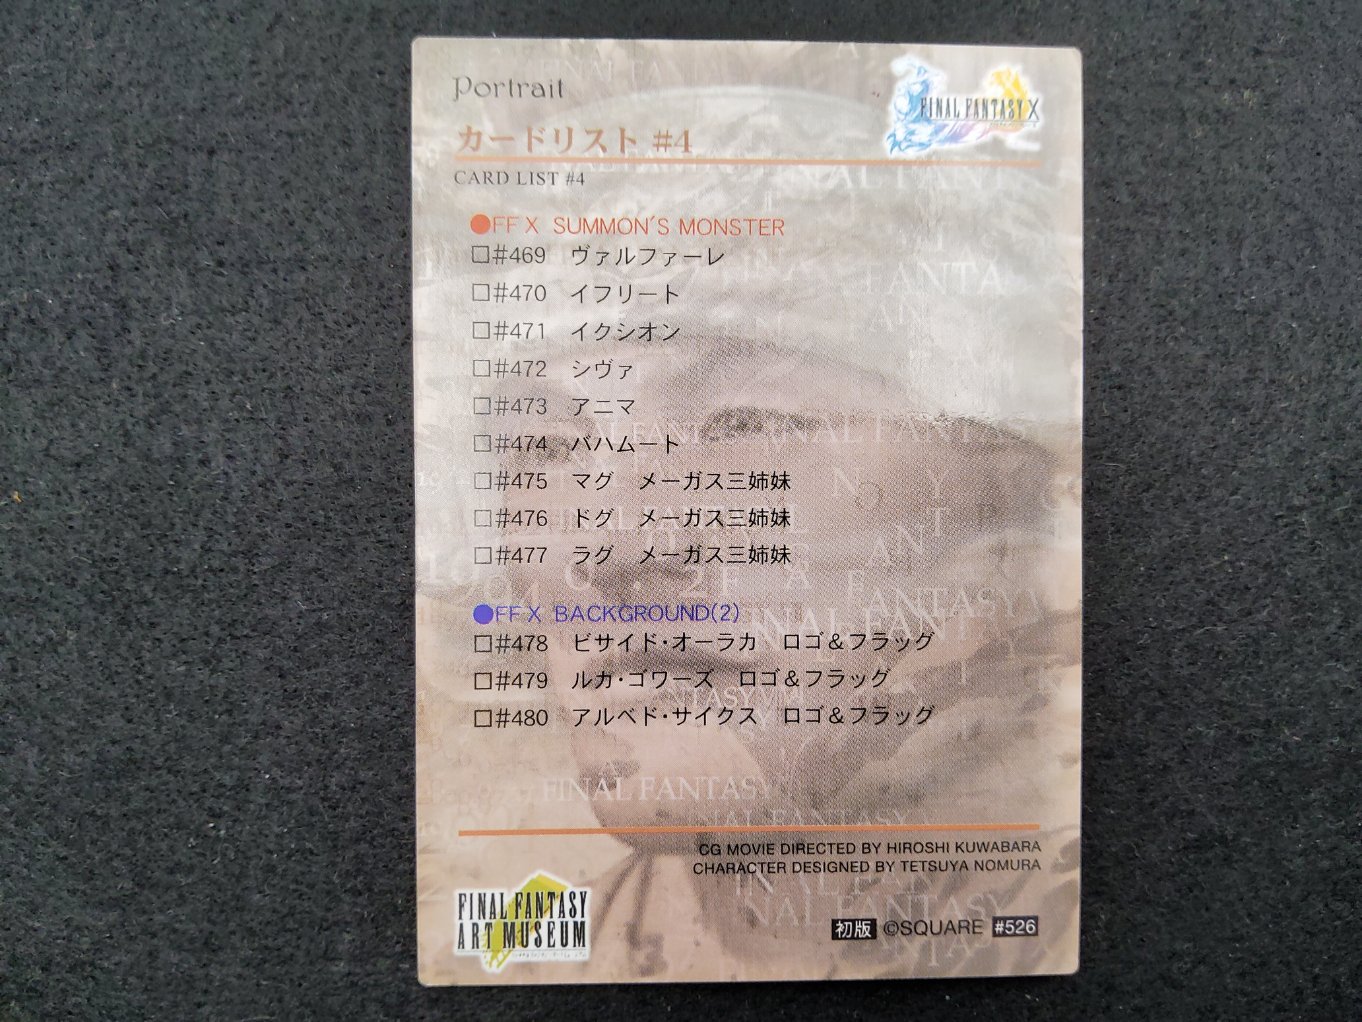 Portrait
FINAL FANTASY X
カードリスト #4
CARD LIST #4
●FF X SUMMON'S MONSTER
□#469 ヴァルファーレ
□#470 イフリート
□#471 イクシオン
□#472 シヴァ
□#473 アニマ
□#474 バハムート
□#475 マグ メーガス三姉妹
□#476 ドグ メーガス三姉妹
□#477 ラグ メーガス三姉妹
●FF X BACKGROUND(2)
□#478 ビサイド・オーラカ ロゴ&フラッグ
□#479 ルカ・ゴワーズ ロゴ&フラッグ
□#480 アルベド・サイクス ロゴ&フラッグ
FINAL FANTASY
CG MOVIE DIRECTED BY HIROSHI KUWABARA
CHARACTER DESIGNED BY TETSUYA NOMURA
FINAL FANTASY
ART MUSEUM
初版 ©SQUARE #526